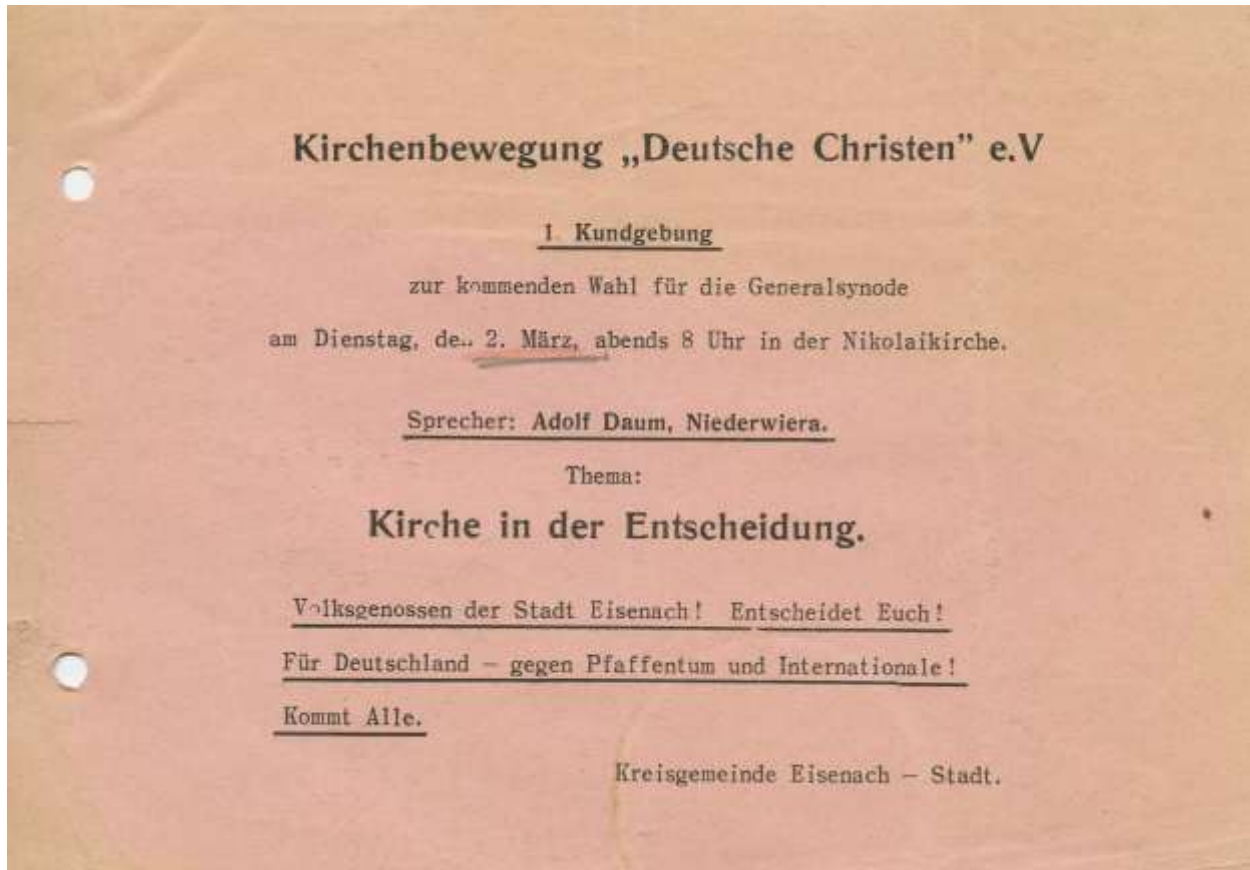 Kirchenbewegung „Deutsche Christen” e.V
1. Kundgebung
zur kommenden Wahl für die Generalsynode
am Dienstag, de.. 2. März, abends 8 Uhr in der Nikolaikirche.
Sprecher: Adolf Daum, Niederwiera.
Thema:
Kirche in der Entscheidung.
Volksgenossen der Stadt Eisenach! Entscheidet Euch!
Für Deutschland – gegen Pfaffentum und Internationale!
Kommt Alle.
Kreisgemeinde Eisenach – Stadt.